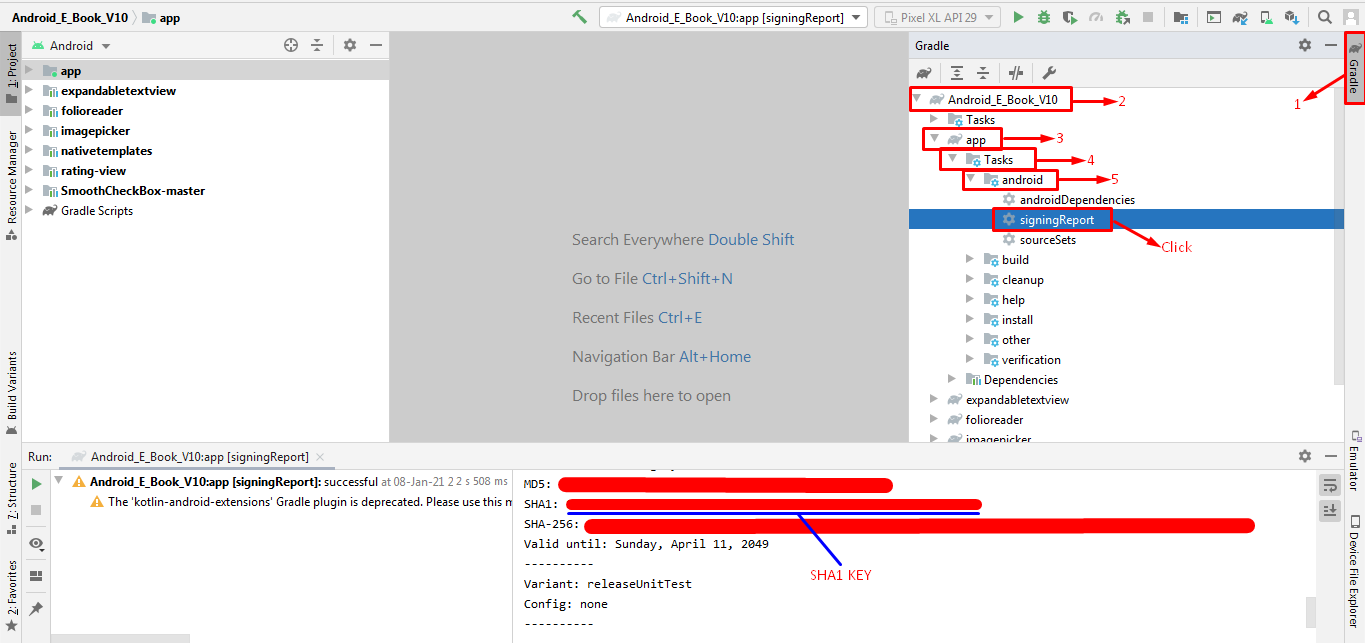 Android_E_Book_V10 app
Android_E_Book_V10:app [signingReport]
Pixel XL API 29
1: Project
Resource Manager
Build Variants
7: Structure
2: Favorites
Android
app
expandabletextview
folioreader
imagepicker
nativetemplates
rating-view
SmoothCheckBox-master
Gradle Scripts
Search Everywhere Double Shift
Go to File Ctrl+Shift+N
Recent Files Ctrl+E
Navigation Bar Alt+Home
Drop files here to open
Gradle
Android_E_Book_V10
2
Tasks
app
3
Tasks
4
android
5
androidDependencies
signingReport
Click
sourceSets
build
cleanup
help
install
other
verification
Dependencies
expandabletextview
folioreader
imagepicker
Gradle
1
Emulator
Device File Explorer
Run: Android_E_Book_V10:app [signingReport]
Android_E_Book_V10:app [signingReport]: successful at 08-Jan-21 2 2 s 508 ms
The 'kotlin-android-extensions' Gradle plugin is deprecated. Please use this m
MD5:
SHA1:
SHA-256:
Valid until: Sunday, April 11, 2049
----------
SHA1 KEY
Variant: releaseUnitTest
Config: none
----------